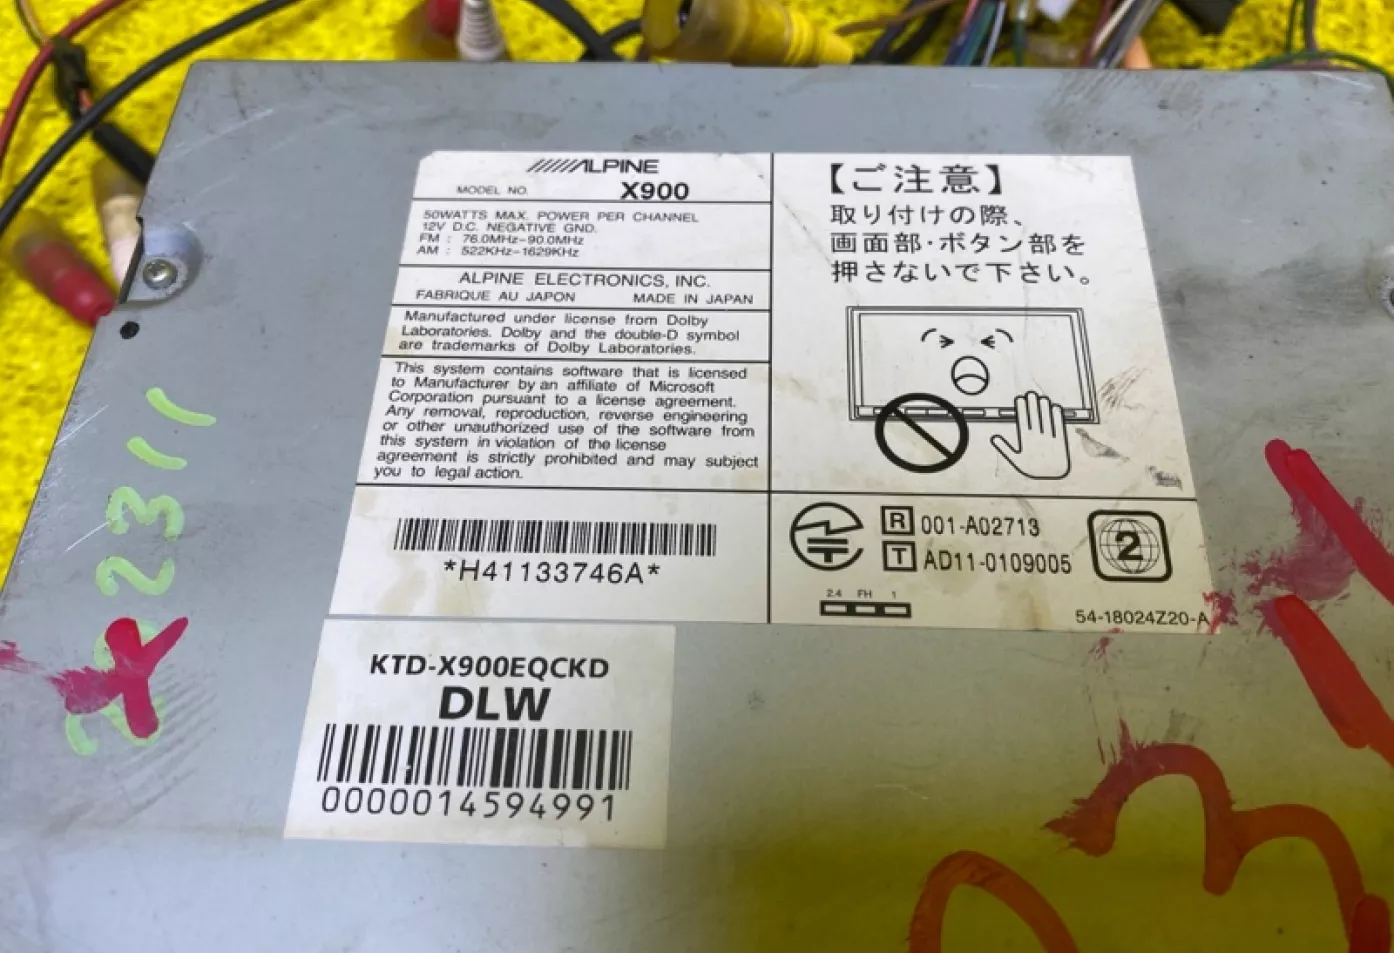 ALPINE
MODEL NO. X900
50WATTS MAX. POWER PER CHANNEL
12V D.C. NEGATIVE GND.
FM : 76.0MHz-90.0MHz
AM : 522KHz-1629KHz
ALPINE ELECTRONICS, INC.
FABRIQUE AU JAPON MADE IN JAPAN
Manufactured under license from Dolby
Laboratories. Dolby and the double-D symbol
are trademarks of Dolby Laboratories.
This system contains software that is licensed
to Manufacturer by an affiliate of Microsoft
Corporation pursuant to a license agreement.
Any removal, reproduction, reverse engineering
or other unauthorized use of the software from
this system in violation of the license
agreement is strictly prohibited and may subject
you to legal action.
*H41133746A*
【ご注意】
取り付けの際、
画面部・ボタン部を
押さないで下さい。
R 001-A02713
T AD11-0109005
2
2.4 FH 1
54-18024Z20-A
KTD-X900EQCKD
DLW
0000014594991
2311